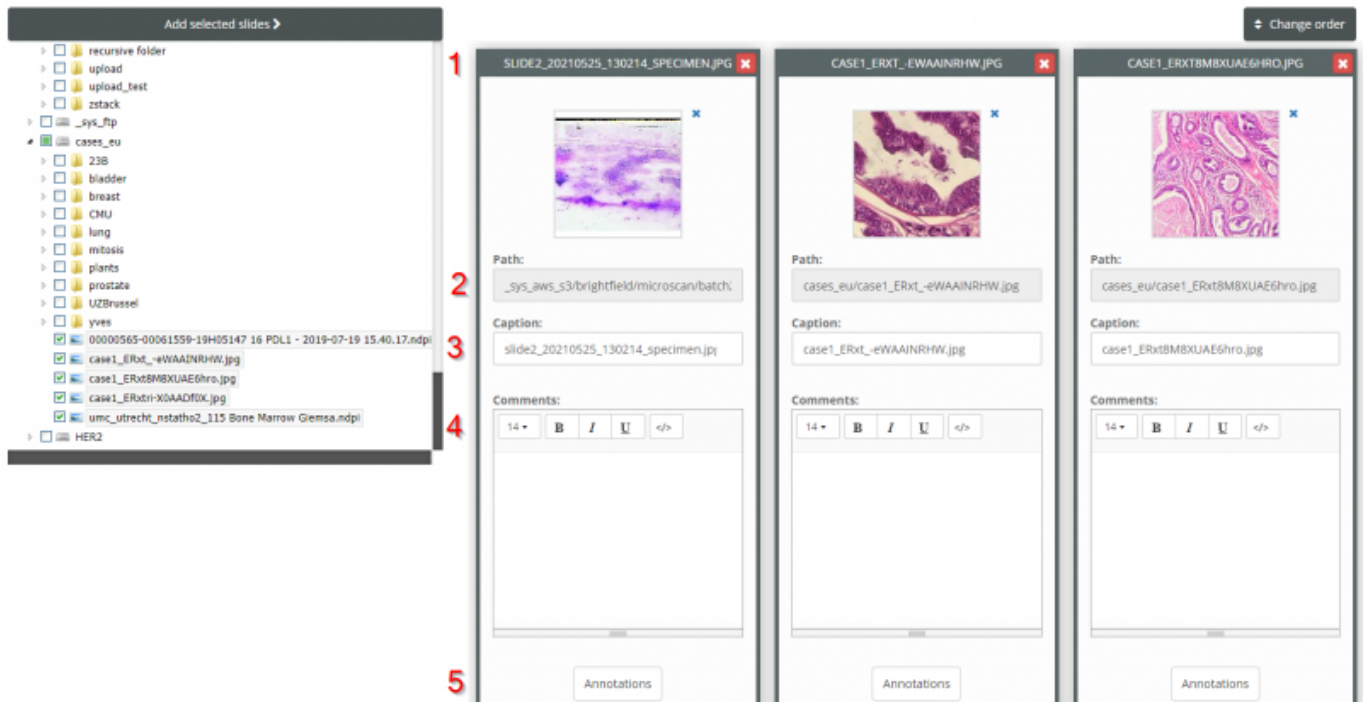 Add selected slides
Change order
recursive folder
upload
upload_test
zstack
_sys_ftp
cases_eu
23B
bladder
breast
CMU
lung
mitosis
plants
prostate
UZBrussel
yves
00000565-00061559-19H05147 16 PDL1 - 2019-07-19 15.40.17.ndpi
case1_ERxt_-eWAAINRHW.jpg
case1_ERxt8M8XUAE6hro.jpg
case1_ERxtri-X0AADf0X.jpg
umc_utrecht_nstatho2_115 Bone Marrow Giemsa.ndpi
HER2
1
2
3
4
5
SLIDE2_20210525_130214_SPECIMEN.JPG
Path:
_sys_aws_s3/brightfield/microscan/batch
Caption:
slide2_20210525_130214_specimen.jp
Comments:
14 B I U </>
Annotations
CASE1_ERXT_-EWAAINRHW.JPG
Path:
cases_eu/case1_ERxt_-eWAAINRHW.jpg
Caption:
case1_ERxt_-eWAAINRHW.jpg
Comments:
14 B I U </>
Annotations
CASE1_ERXT8M8XUAE6HRO.JPG
Path:
cases_eu/case1_ERxt8M8XUAE6hro.jpg
Caption:
case1_ERxt8M8XUAE6hro.jpg
Comments:
14 B I U </>
Annotations